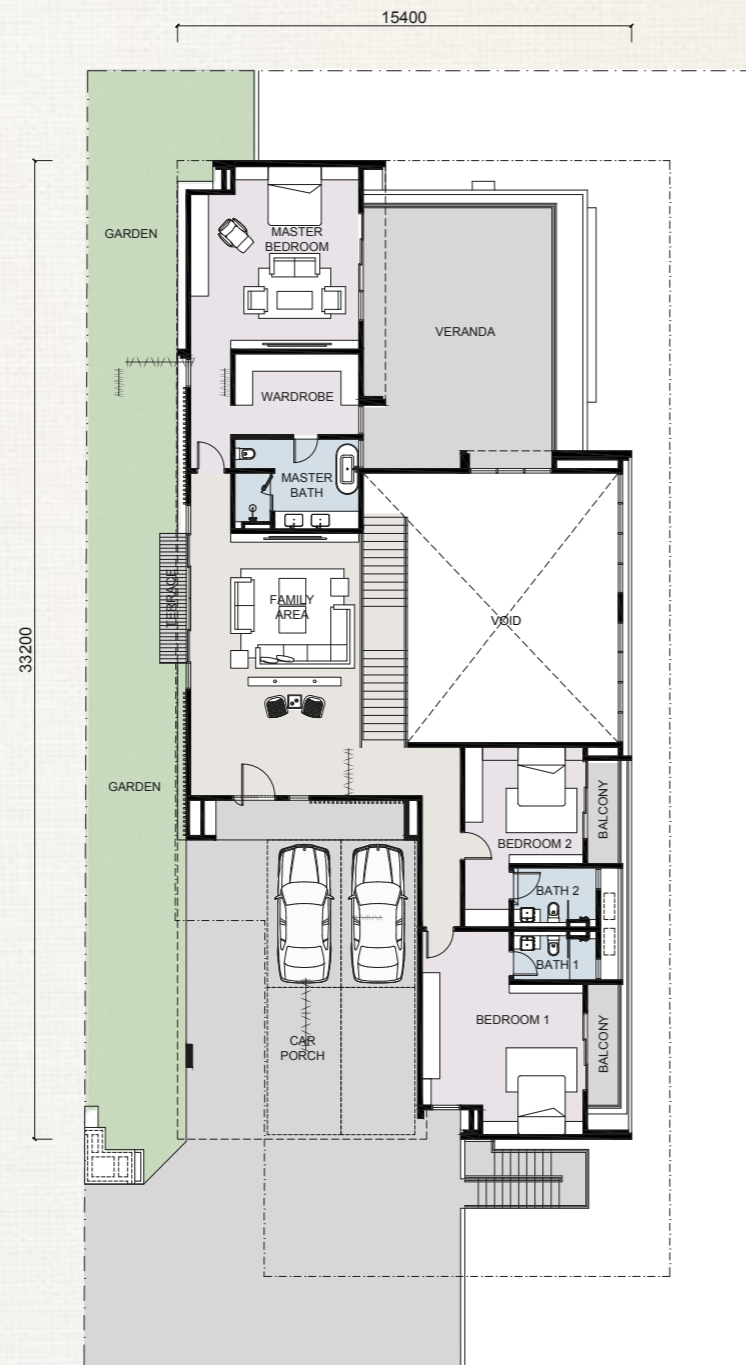 15400
GARDEN
MASTER
BEDROOM
VERANDA
WARDROBE
MASTER
BATH
TERRACE
FAMILY
AREA
VOID
33200
GARDEN
BALCONY
BEDROOM 2
BATH 2
BATH 1
BEDROOM 1
CAR
PORCH
BALCONY